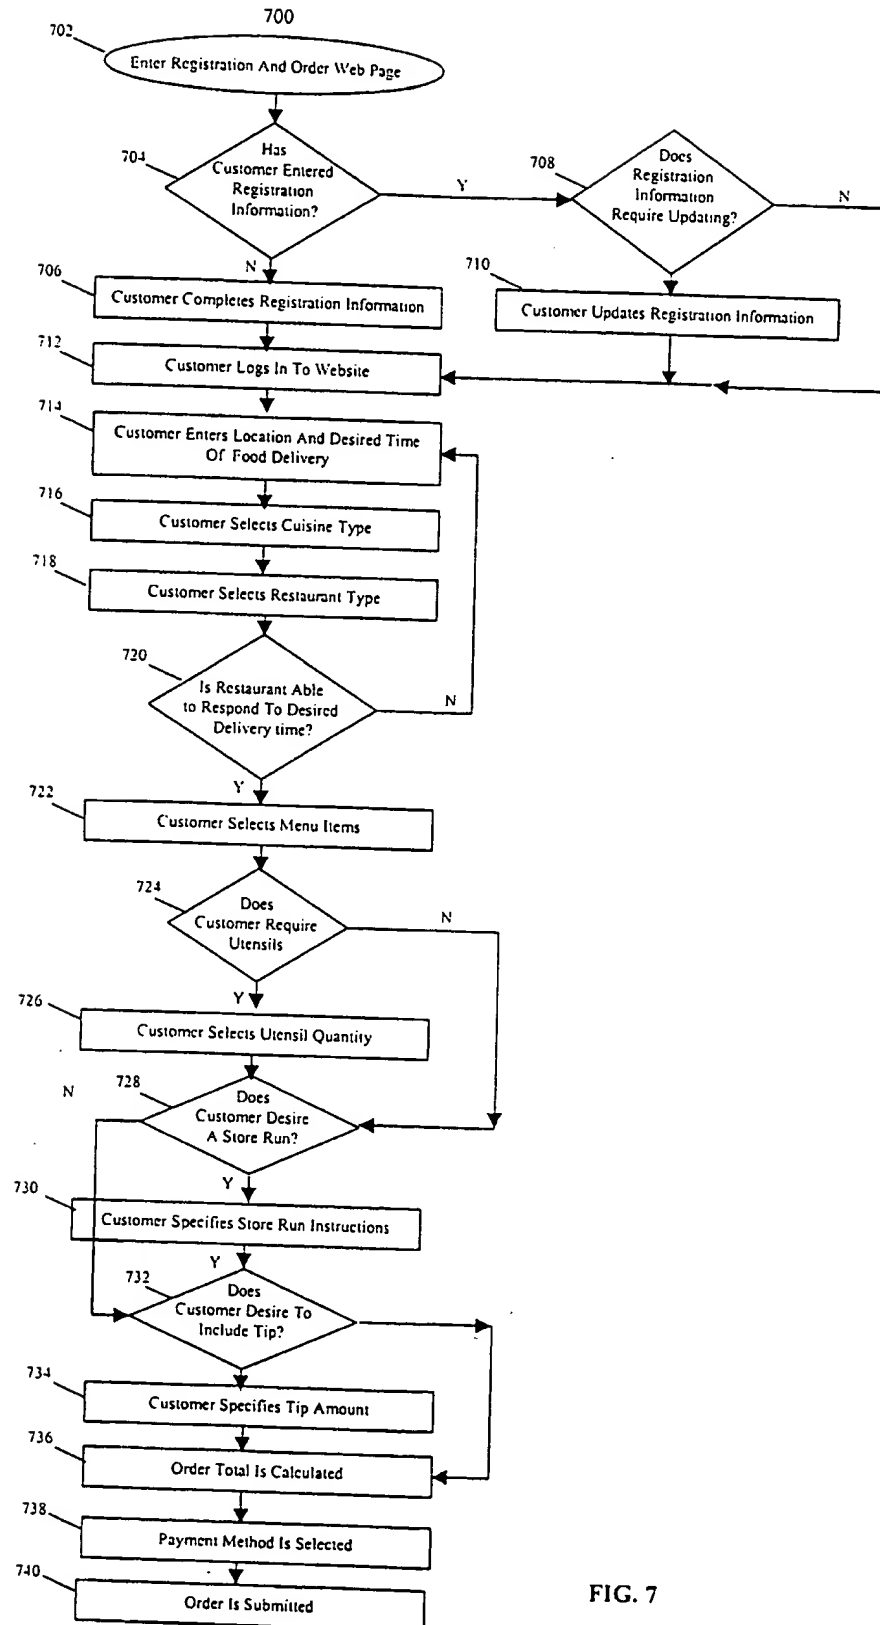 700
702
Enter Registration And Order Web Page
704
Has
Customer Entered
Registration
Information?
Y
708
Does
Registration
Information
Require Updating?
N
N
706
Customer Completes Registration Information
710
Customer Updates Registration Information
712
Customer Logs In To Website
714
Customer Enters Location And Desired Time
Of Food Delivery
716
Customer Selects Cuisine Type
718
Customer Selects Restaurant Type
720
Is Restaurant Able
to Respond To Desired
Delivery time?
N
Y
722
Customer Selects Menu Items
724
Does
Customer Require
Utensils
N
Y
726
Customer Selects Utensil Quantity
N
728
Does
Customer Desire
A Store Run?
Y
730
Customer Specifies Store Run Instructions
Y
732
Does
Customer Desire To
Include Tip?
734
Customer Specifies Tip Amount
736
Order Total Is Calculated
738
Payment Method Is Selected
740
Order Is Submitted
FIG. 7